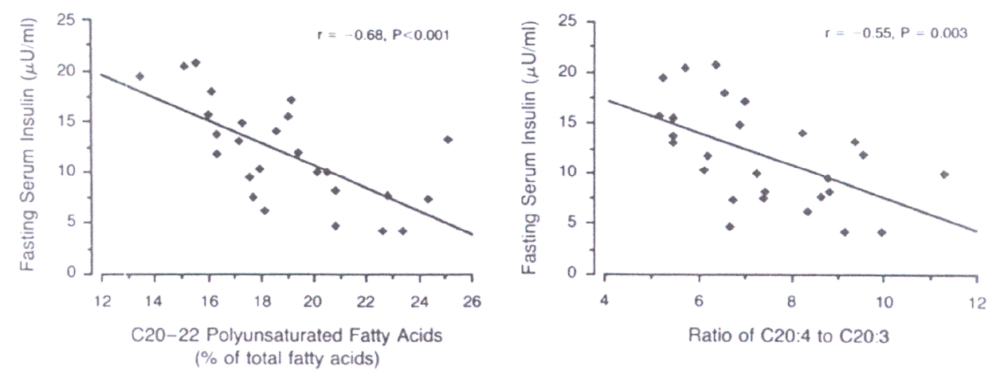 Fasting Serum Insulin (μU/ml)
25
20
15
10
5
0
r = -0.68, P<0.001
12 14 16 18 20 22 24 26
C20-22 Polyunsaturated Fatty Acids
(% of total fatty acids)
Fasting Serum Insulin (μU/ml)
25
20
15
10
5
0
r = -0.55, P = 0.003
4 6 8 10 12
Ratio of C20:4 to C20:3